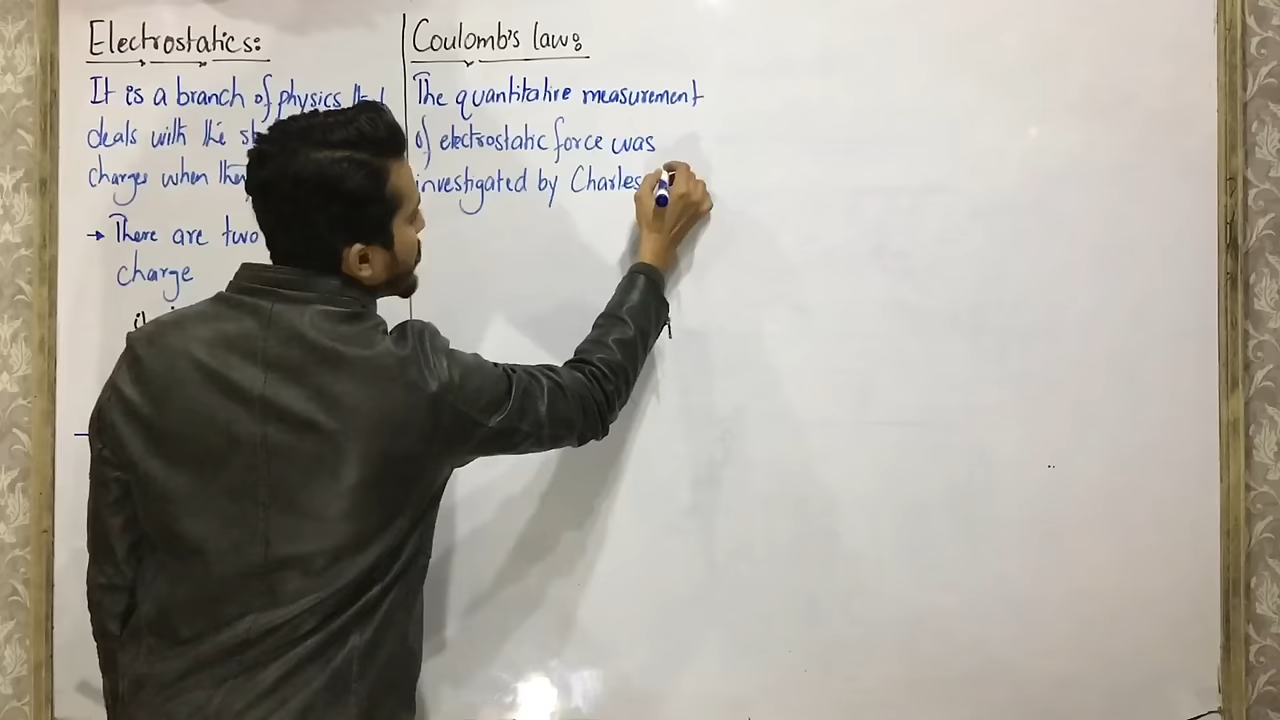 Electrostatics:
It is a branch of physics
deals with the
charges when
→ There are two
charge
Coulomb's law:
The quantitative measurement
of electrostatic force was
investigated by Charles